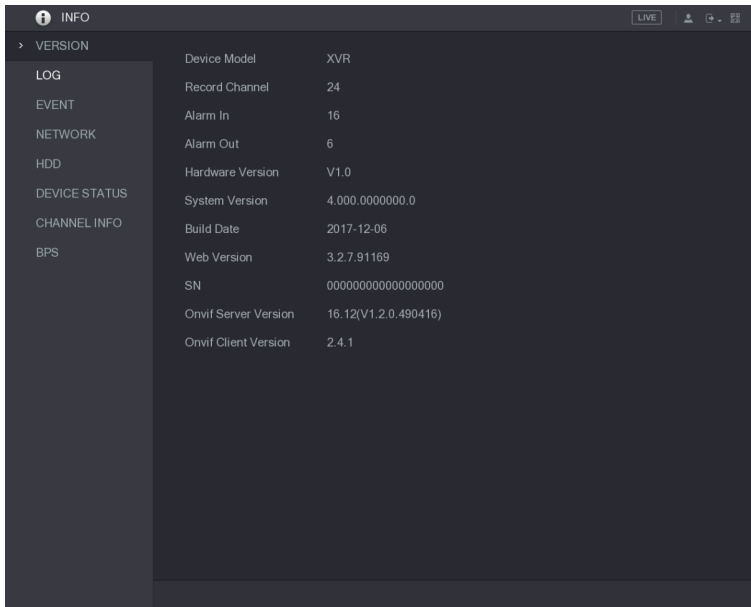 INFO
LIVE
VERSION
LOG
EVENT
NETWORK
HDD
DEVICE STATUS
CHANNEL INFO
BPS
Device Model XVR
Record Channel 24
Alarm In 16
Alarm Out 6
Hardware Version V1.0
System Version 4.000.0000000.0
Build Date 2017-12-06
Web Version 3.2.7.91169
SN 000000000000000000
Onvif Server Version 16.12(V1.2.0.490416)
Onvif Client Version 2.4.1